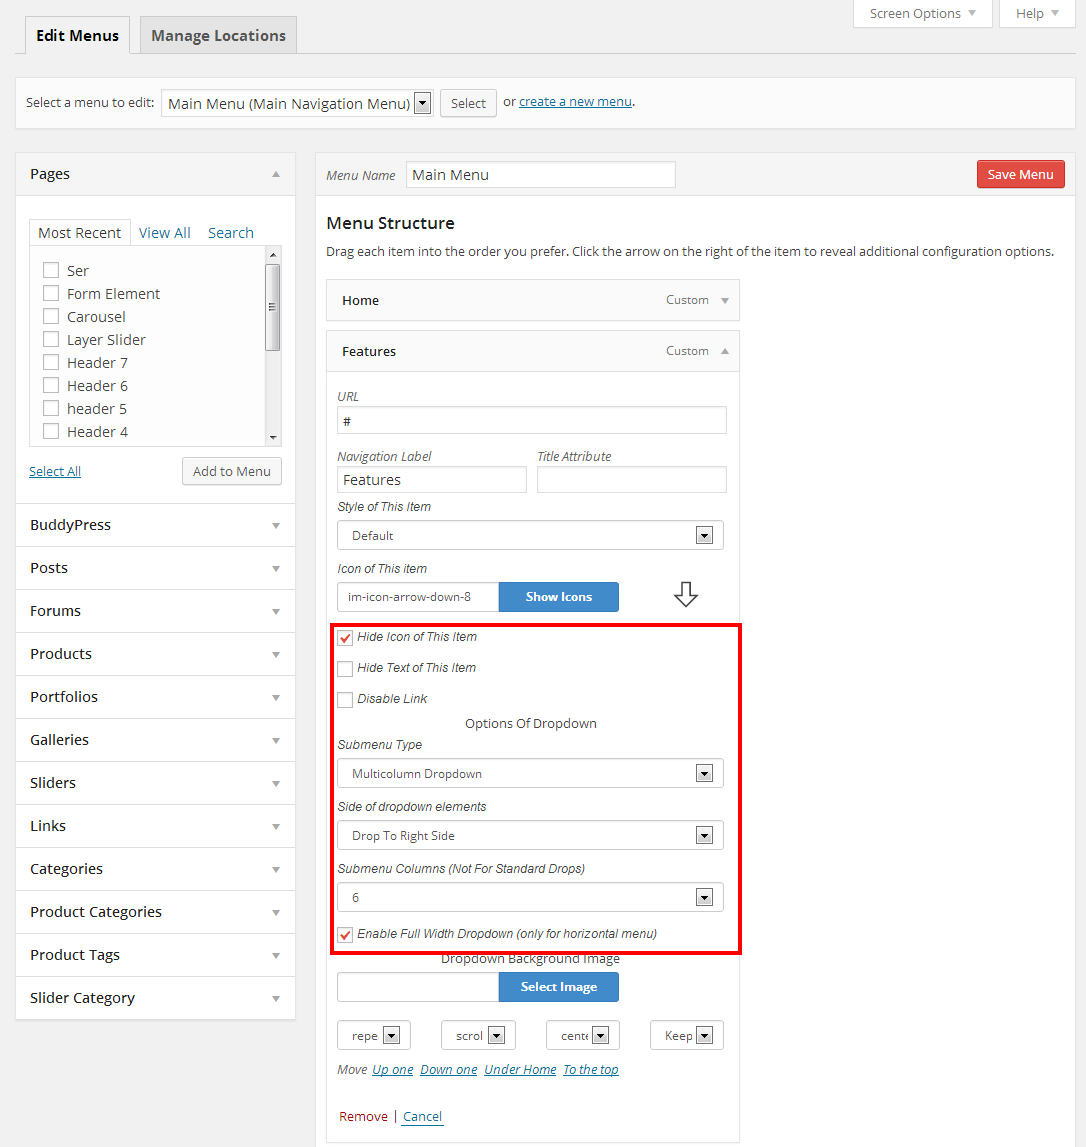 Screen Options
Help
Edit Menus
Manage Locations
Select a menu to edit: Main Menu (Main Navigation Menu) Select or create a new menu.
Pages
Most Recent View All Search
Ser
Form Element
Carousel
Layer Slider
Header 7
Header 6
header 5
Header 4
Select All Add to Menu
BuddyPress
Posts
Forums
Products
Portfolios
Galleries
Sliders
Links
Categories
Product Categories
Product Tags
Slider Category
Menu Name Main Menu Save Menu
Menu Structure
Drag each item into the order you prefer. Click the arrow on the right of the item to reveal additional configuration options.
Home Custom
Features Custom
URL
#
Navigation Label Title Attribute
Features
Style of This Item
Default
Icon of This item
im-icon-arrow-down-8 Show Icons
Hide Icon of This Item
Hide Text of This Item
Disable Link
Options Of Dropdown
Submenu Type
Multicolumn Dropdown
Side of dropdown elements
Drop To Right Side
Submenu Columns (Not For Standard Drops)
6
Enable Full Width Dropdown (only for horizontal menu)
Dropdown Background Image
Select Image
repe scrol cente Keep
Move Up one Down one Under Home To the top
Remove | Cancel